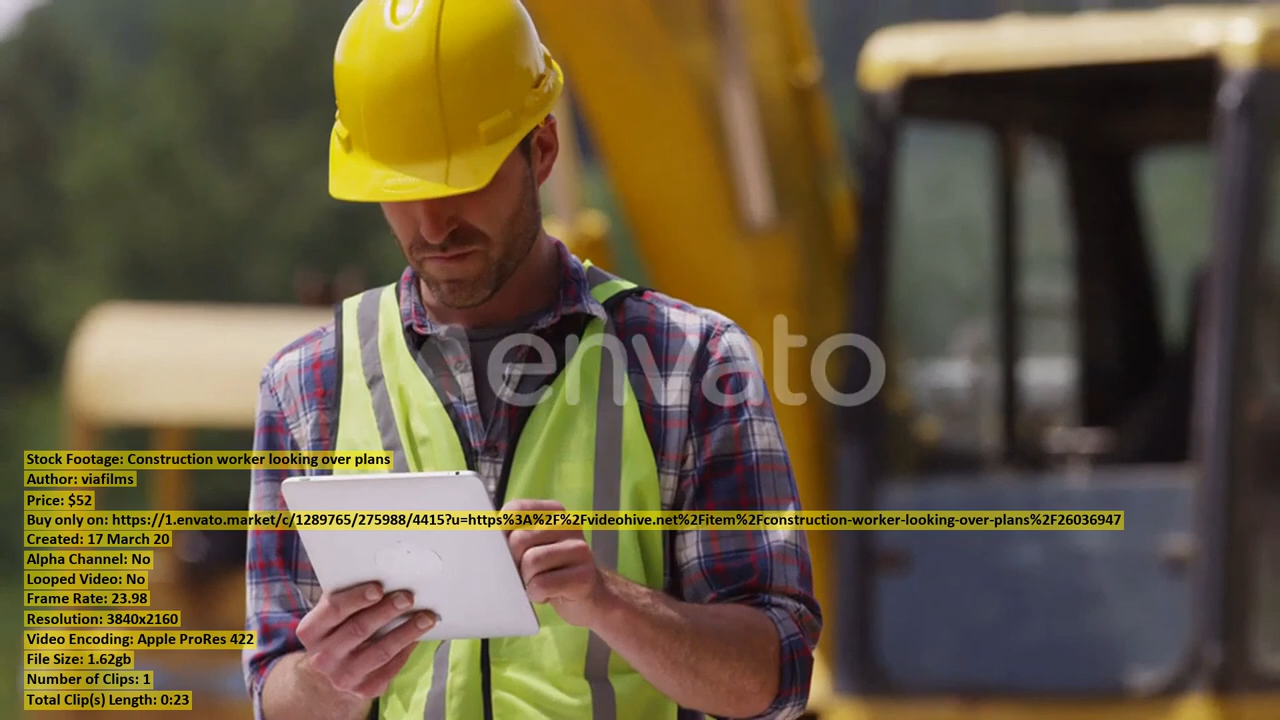 envato
Stock Footage: Construction worker looking over plans
Author: viafilms
Price: $52
Buy only on: https://1.envato.market/c/1289765/275988/4415?u=https%3A%2F%2Fvideohive.net%2Fitem%2Fconstruction-worker-looking-over-plans%2F26036947
Created: 17 March 20
Alpha Channel: No
Looped Video: No
Frame Rate: 23.98
Resolution: 3840x2160
Video Encoding: Apple ProRes 422
File Size: 1.62gb
Number of Clips: 1
Total Clip(s) Length: 0:23